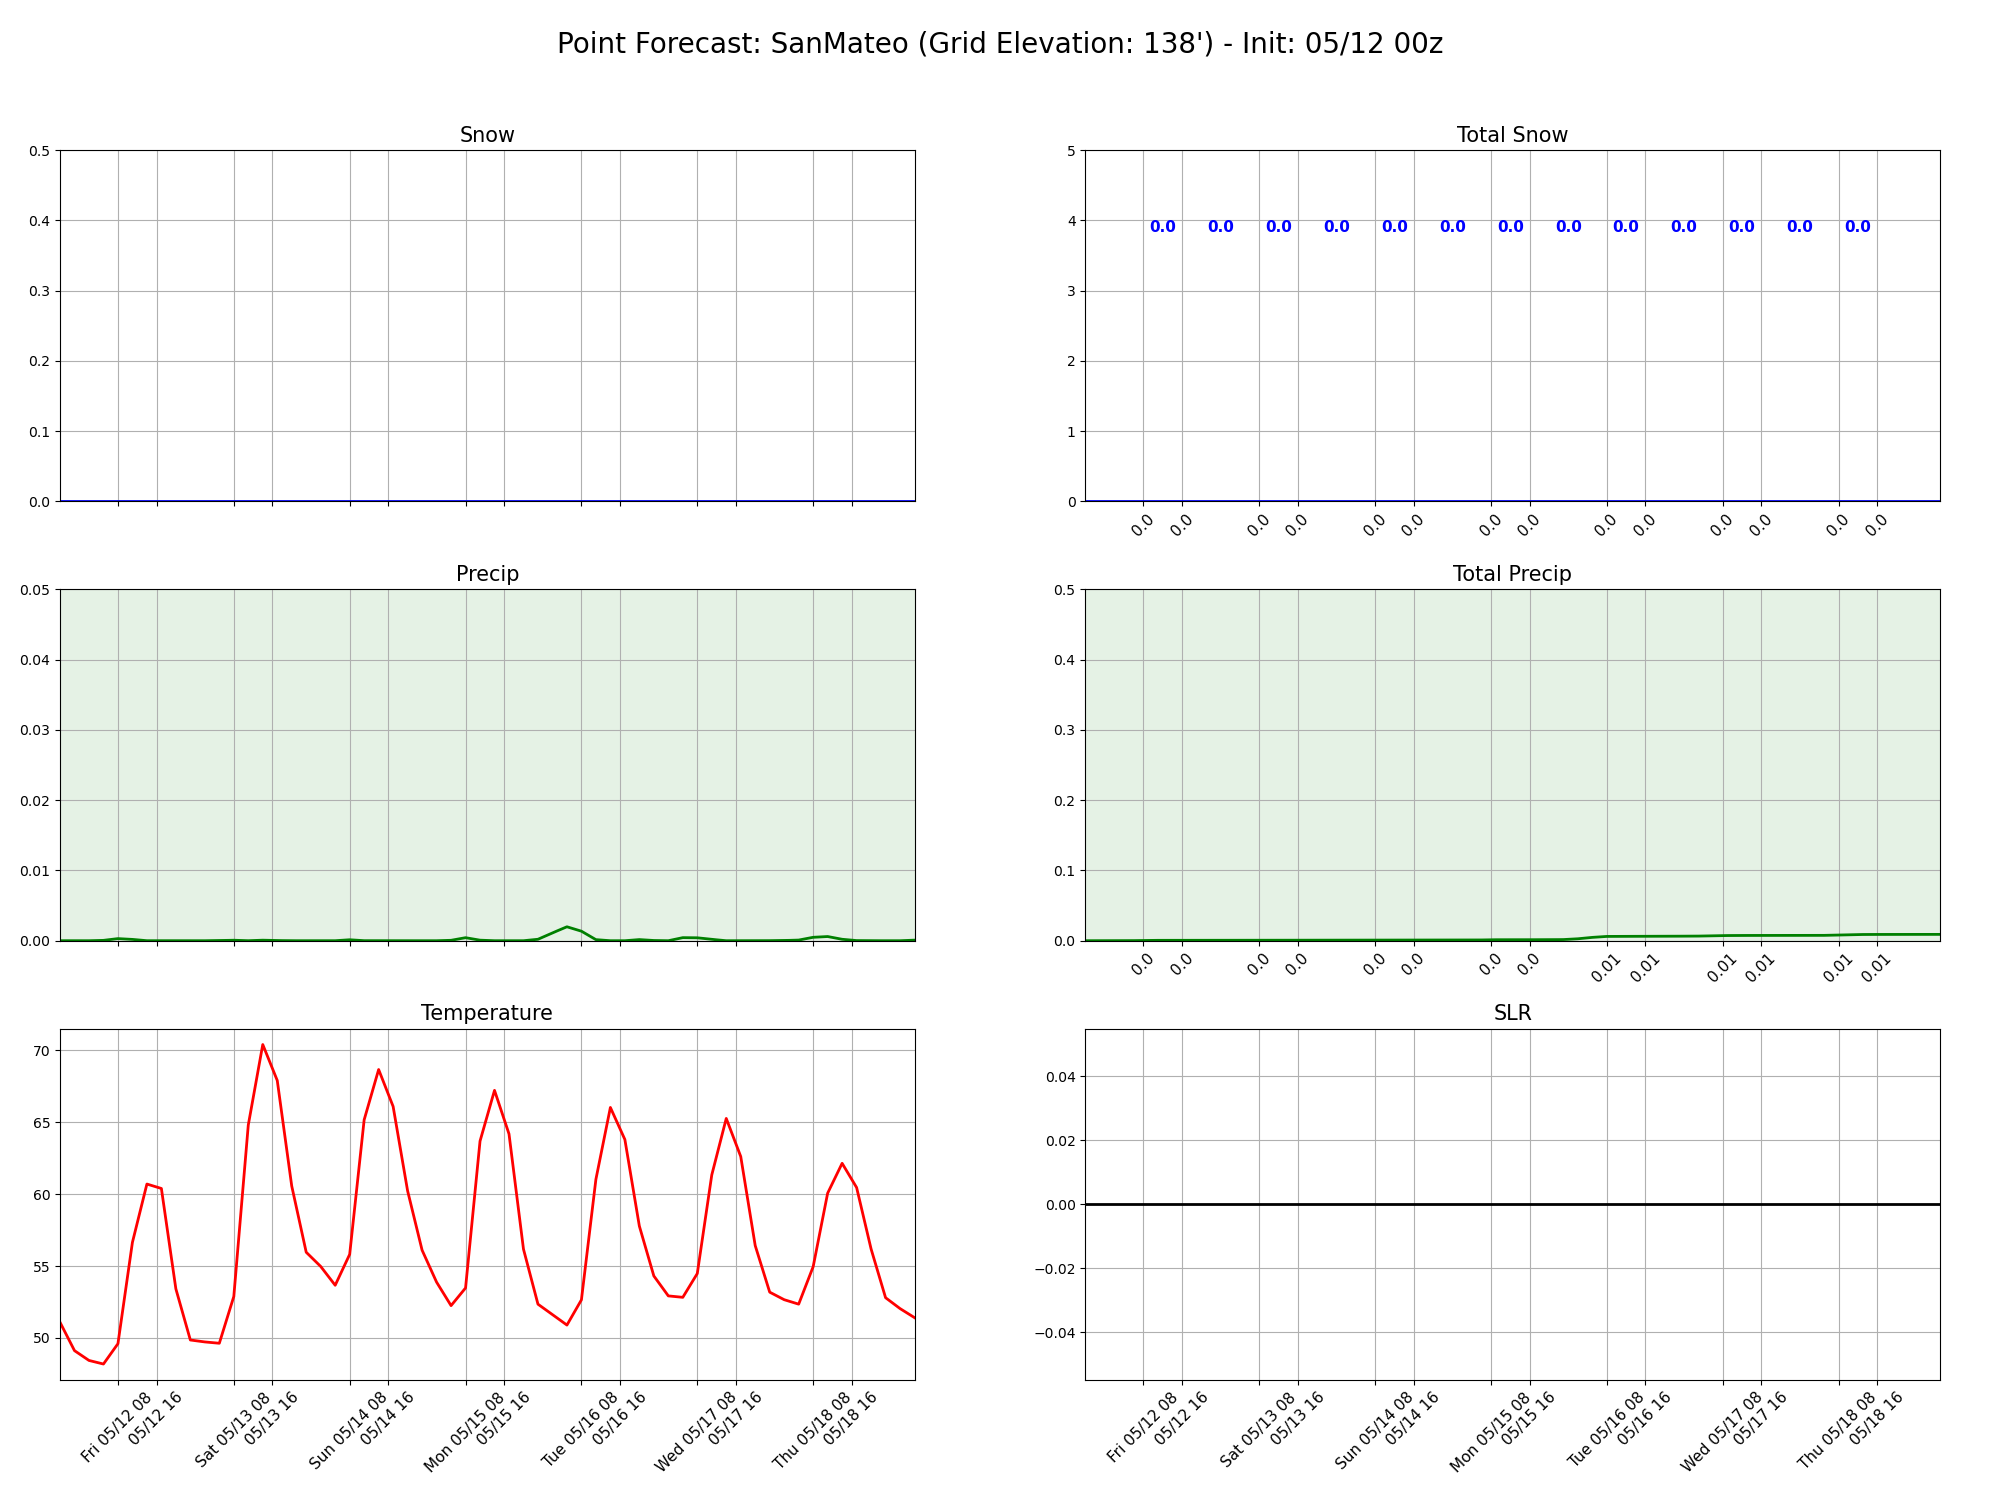 Point Forecast: SanMateo (Grid Elevation: 138') - Init: 05/12 00z
Snow
0.5
0.4
0.3
0.2
0.1
0.0
Total Snow
5
4
3
2
1
0
0.0 0.0 0.0 0.0 0.0 0.0 0.0 0.0 0.0 0.0 0.0 0.0 0.0
0.0 0.0 0.0 0.0 0.0 0.0 0.0 0.0 0.0 0.0 0.0 0.0 0.0 0.0
Precip
0.05
0.04
0.03
0.02
0.01
0.00
Total Precip
0.5
0.4
0.3
0.2
0.1
0.0
0.0 0.0 0.0 0.0 0.0 0.0 0.0 0.0 0.01 0.01 0.01 0.01 0.01 0.01
Temperature
70
65
60
55
50
Fri 05/12 08
05/12 16
Sat 05/13 08
05/13 16
Sun 05/14 08
05/14 16
Mon 05/15 08
05/15 16
Tue 05/16 08
05/16 16
Wed 05/17 08
05/17 16
Thu 05/18 08
05/18 16
SLR
0.04
0.02
0.00
−0.02
−0.04
Fri 05/12 08
05/12 16
Sat 05/13 08
05/13 16
Sun 05/14 08
05/14 16
Mon 05/15 08
05/15 16
Tue 05/16 08
05/16 16
Wed 05/17 08
05/17 16
Thu 05/18 08
05/18 16